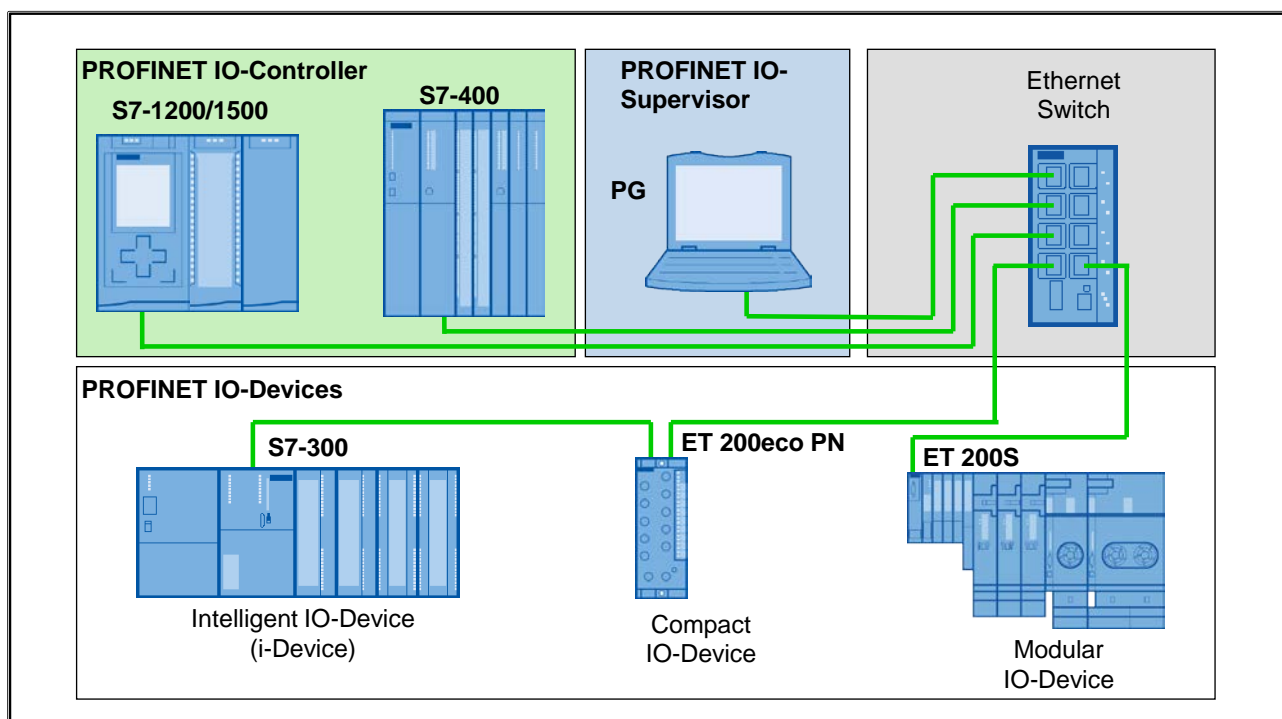 PROFINET IO-Controller
S7-1200/1500
S7-400
PROFINET IO-
Supervisor
PG
Ethernet
Switch
PROFINET IO-Devices
S7-300
Intelligent IO-Device
(i-Device)
ET 200eco PN
Compact
IO-Device
ET 200S
Modular
IO-Device